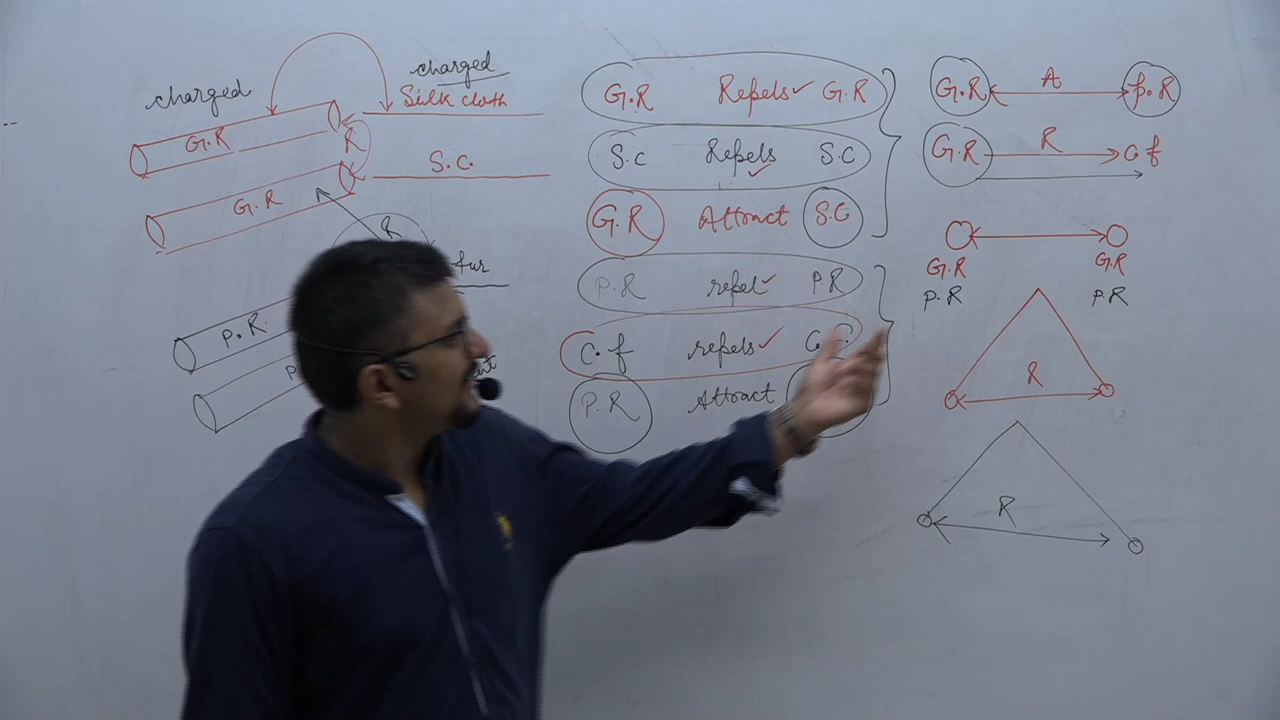 charged
charged
Silk cloth
G.R
R
S.C.
G.R
R
fur
P.R.
P
G.R Repels✓ G.R
S.C Repels ✓ S.C
G.R Attract S.C
P.R repel✓ P.R
C.f repels✓
P.R Attract
G.R A P.R
G.R R C.f
G.R G.R
P.R P.R
R
R